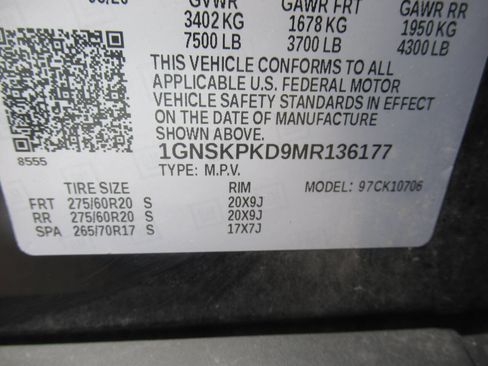 GVWR GAWR FRT GAWR RR
3402 KG 1678 KG 1950 KG
7500 LB 3700 LB 4300 LB
THIS VEHICLE CONFORMS TO ALL
APPLICABLE U.S. FEDERAL MOTOR
VEHICLE SAFETY STANDARDS IN EFFECT
ON THE DATE OF MANUFACTURE
SHOWN ABOVE.
8555
1GNSKPKD9MR136177
TYPE: M.P.V. MODEL: 97CK10706
TIRE SIZE RIM
FRT 275/60R20 S 20X9J
RR 275/60R20 S 20X9J
SPA 265/70R17 S 17X7J